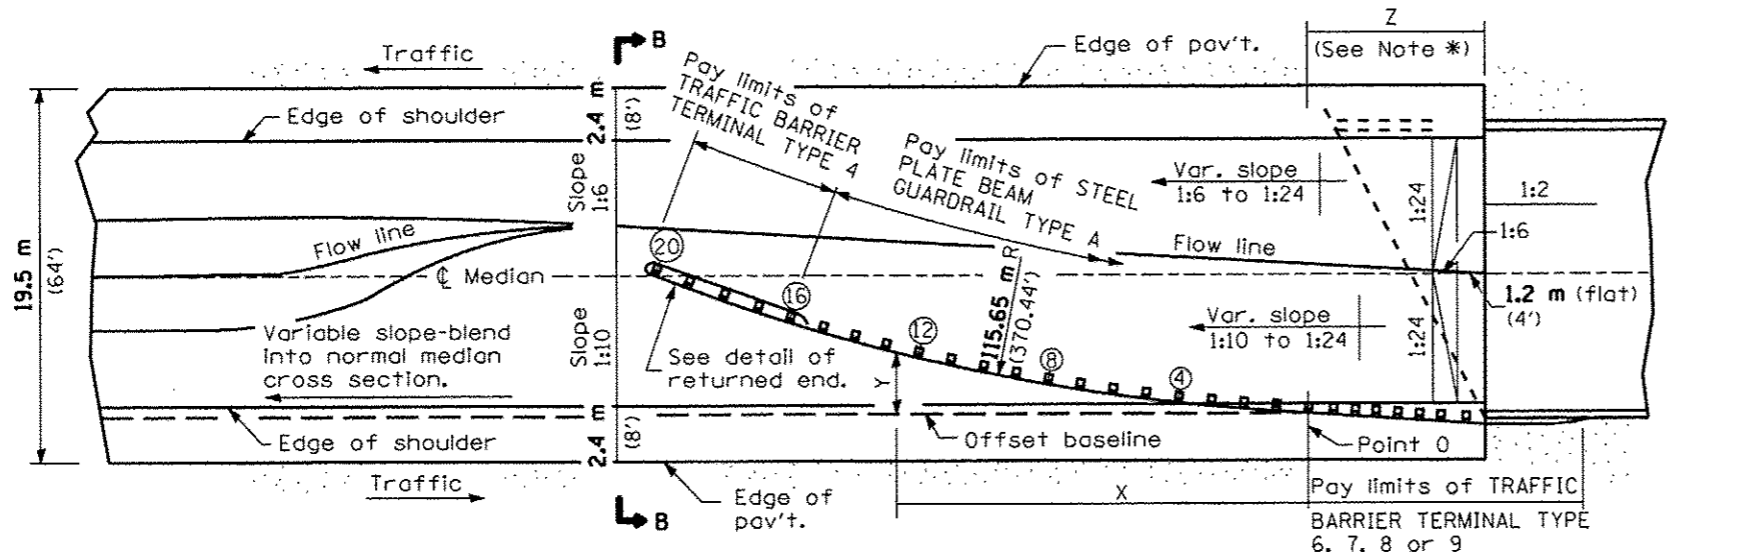 Traffic
B
Edge of pav't.
Z
(See Note *)
Pay limits of
TRAFFIC BARRIER
TERMINAL TYPE 4
Edge of shoulder
2.4 m
(8')
Pay limits of STEEL
PLATE BEAM
GUARDRAIL TYPE A
Var. slope
1:6 to 1:24
1:24
1:2
1:6
Slope
1:6
Flow line
20
R
Flow line
19.5 m
(64')
℄ Median
16
115.65 m
(370.44')
1.2 m (flat)
(4')
Variable slope-blend
into normal median
cross section.
Slope
1:10
See detail of
returned end.
Y
12
8
4
Var. slope
1:10 to 1:24
1:24
Edge of shoulder
2.4 m
(8')
Offset baseline
Point 0
Traffic
B
Edge of
pav't.
X
Pay limits of TRAFFIC
BARRIER TERMINAL TYPE
6, 7, 8 or 9